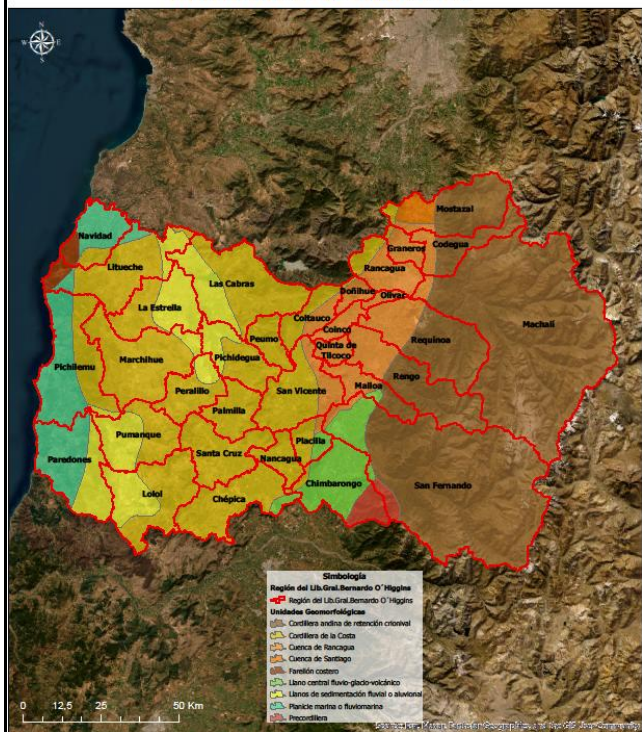 N
W E
S
Mostazal
Navidad
Graneros
Codegua
Litueche
Rancagua
Las Cabras
Doñihue
Olivar
La Estrella
Coltauco
Machalí
Coinco
Requinoa
Peumo
Quinta de
Tilcoco
Pichilemu
Marchihue
Pichidegua
Rengo
Malloa
Peralillo
San Vicente
Palmilla
Pumanque
Placilla
Paredones
Santa Cruz
Nancagua
San Fernando
Chimbarongo
Lolol
Chépica
Simbología
Región del Lib.Gral.Bernardo O´Higgins
Región del Lib.Gral.Bernardo O´Higgins
Unidades Geomorfológicas
Cordillera andina de retención crionival
Cordillera de la Costa
Cuenca de Rancagua
Cuenca de Santiago
Farellón costero
Llano central fluvio-glacio-volcánico
Llanos de sedimentación fluvial o aluvional
Planicie marina o fluviomarina
Precordillera
0 12,5 25 50 Km